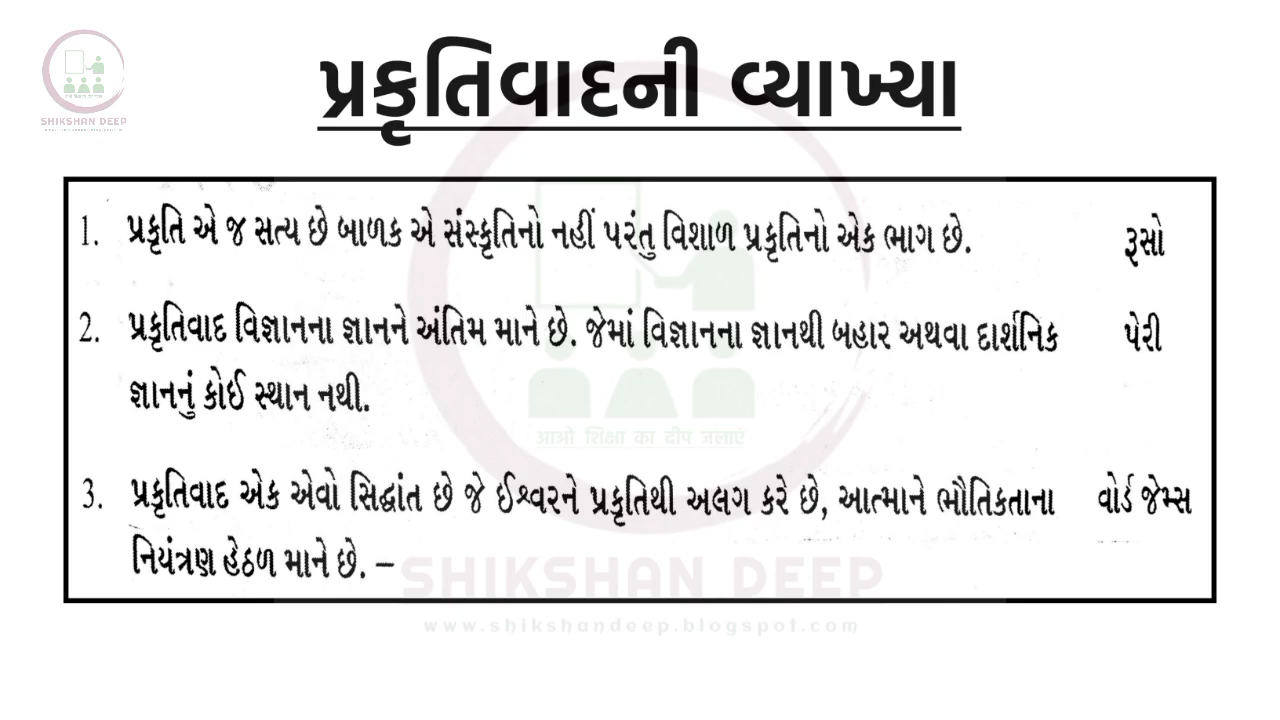 SHIKSHAN DEEP
પ્રકૃતિવાદની વ્યાખ્યા
1. પ્રકૃતિ એ જ સત્ય છે બાળક એ સંસ્કૃતિનો નહીં પરંતુ વિશાળ પ્રકૃતિનો એક ભાગ છે. રૂસો
2. પ્રકૃતિવાદ વિજ્ઞાનના જ્ઞાનને અંતિમ માને છે. જેમાં વિજ્ઞાનના જ્ઞાનથી બહાર અથવા દાર્શનિક પેરી
જ્ઞાનનું કોઈ સ્થાન નથી.
आओ शिक्षा का दीप जलाएं
3. પ્રકૃતિવાદ એક એવો સિદ્ધાંત છે જે ઈશ્વરને પ્રકૃતિથી અલગ કરે છે, આત્માને ભૌતિકતાના વોર્ડ જેમ્સ
નિયંત્રણ હેઠળ માને છે. –
SHIKSHAN DEEP
www.shikshandeep.blogspot.com